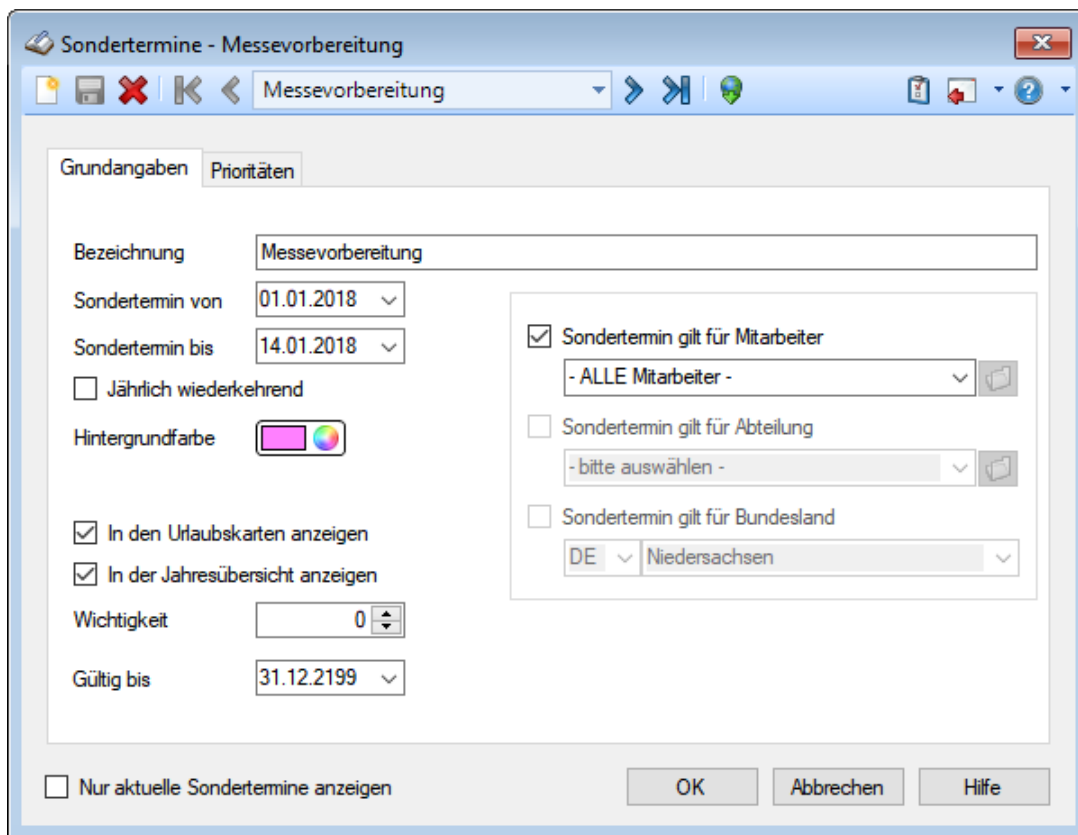 Sondertermine - Messevorbereitung
Messevorbereitung
Grundangaben Prioritäten
Bezeichnung Messevorbereitung
Sondertermin von 01.01.2018
Sondertermin bis 14.01.2018
Jährlich wiederkehrend
Hintergrundfarbe
In den Urlaubskarten anzeigen
In der Jahresübersicht anzeigen
Wichtigkeit 0
Gültig bis 31.12.2199
Sondertermin gilt für Mitarbeiter
- ALLE Mitarbeiter -
Sondertermin gilt für Abteilung
- bitte auswählen -
Sondertermin gilt für Bundesland
DE Niedersachsen
Nur aktuelle Sondertermine anzeigen OK Abbrechen Hilfe